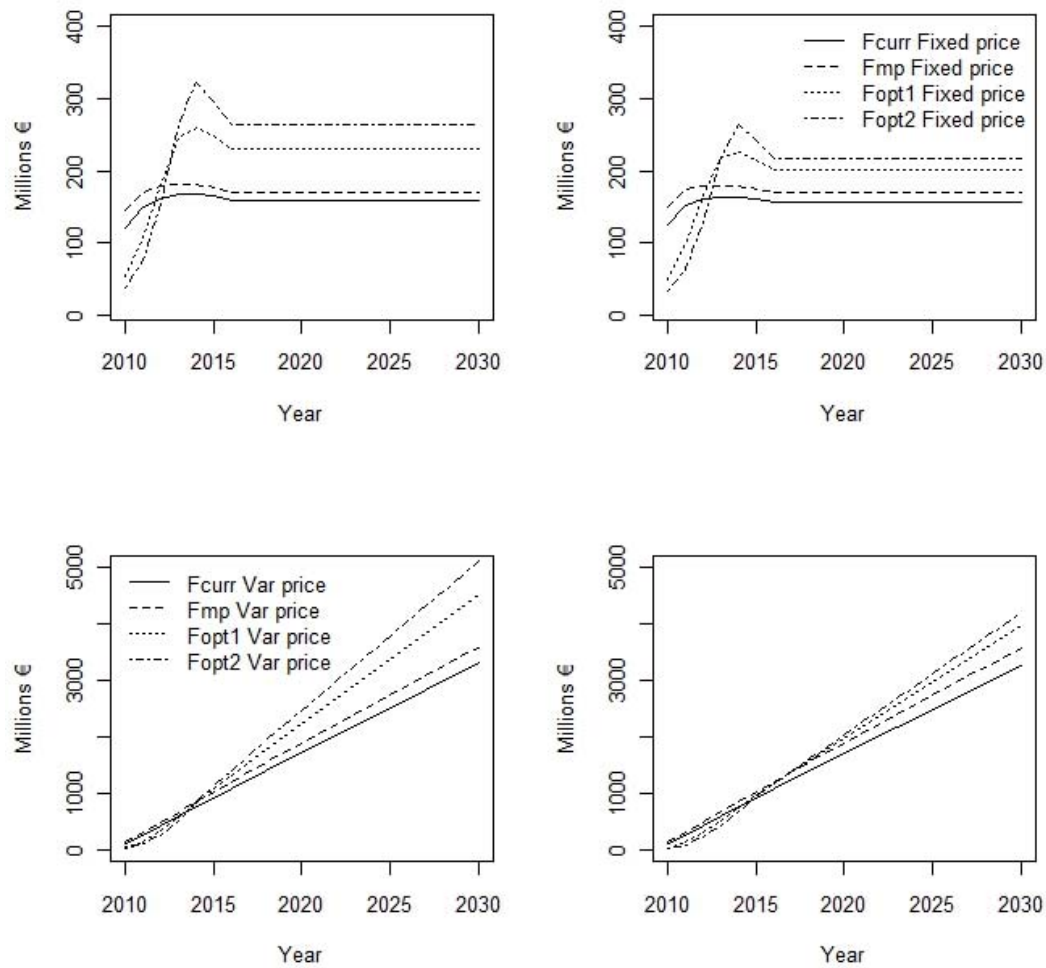 400
300
200
100
0
Millions €
2010 2015 2020 2025 2030
Year
400
300
200
100
0
Millions €
Fcurr Fixed price
Fmp Fixed price
Fopt1 Fixed price
Fopt2 Fixed price
2010 2015 2020 2025 2030
Year
5000
3000
1000
0
Millions €
Fcurr Var price
Fmp Var price
Fopt1 Var price
Fopt2 Var price
2010 2015 2020 2025 2030
Year
5000
3000
1000
0
Millions €
2010 2015 2020 2025 2030
Year